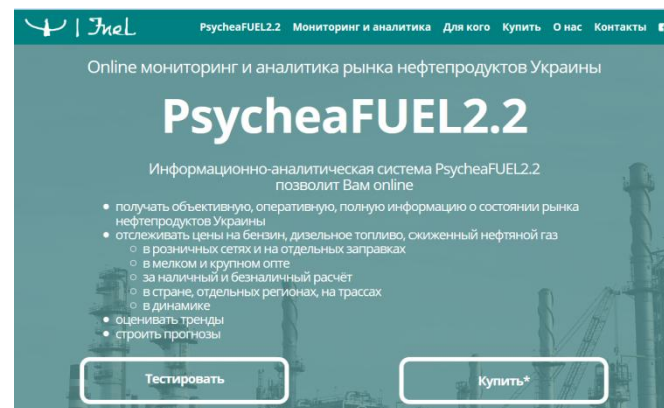 Ψ | Fuel
PsycheaFUEL2.2 Мониторинг и аналитика Для кого Купить О нас Контакты
Online мониторинг и аналитика рынка нефтепродуктов Украины
PsycheaFUEL2.2
Информационно-аналитическая система PsycheaFUEL2.2
позволит Вам online
получать объективную, оперативную, полную информацию о состоянии рынка
нефтепродуктов Украины
отслеживать цены на бензин, дизельное топливо, сжиженный нефтяной газ
в розничных сетях и на отдельных заправках
в мелком и крупном опте
за наличный и безналичный расчёт
в стране, отдельных регионах, на трассах
в динамике
оценивать тренды
строить прогнозы
Тестировать
Купить*